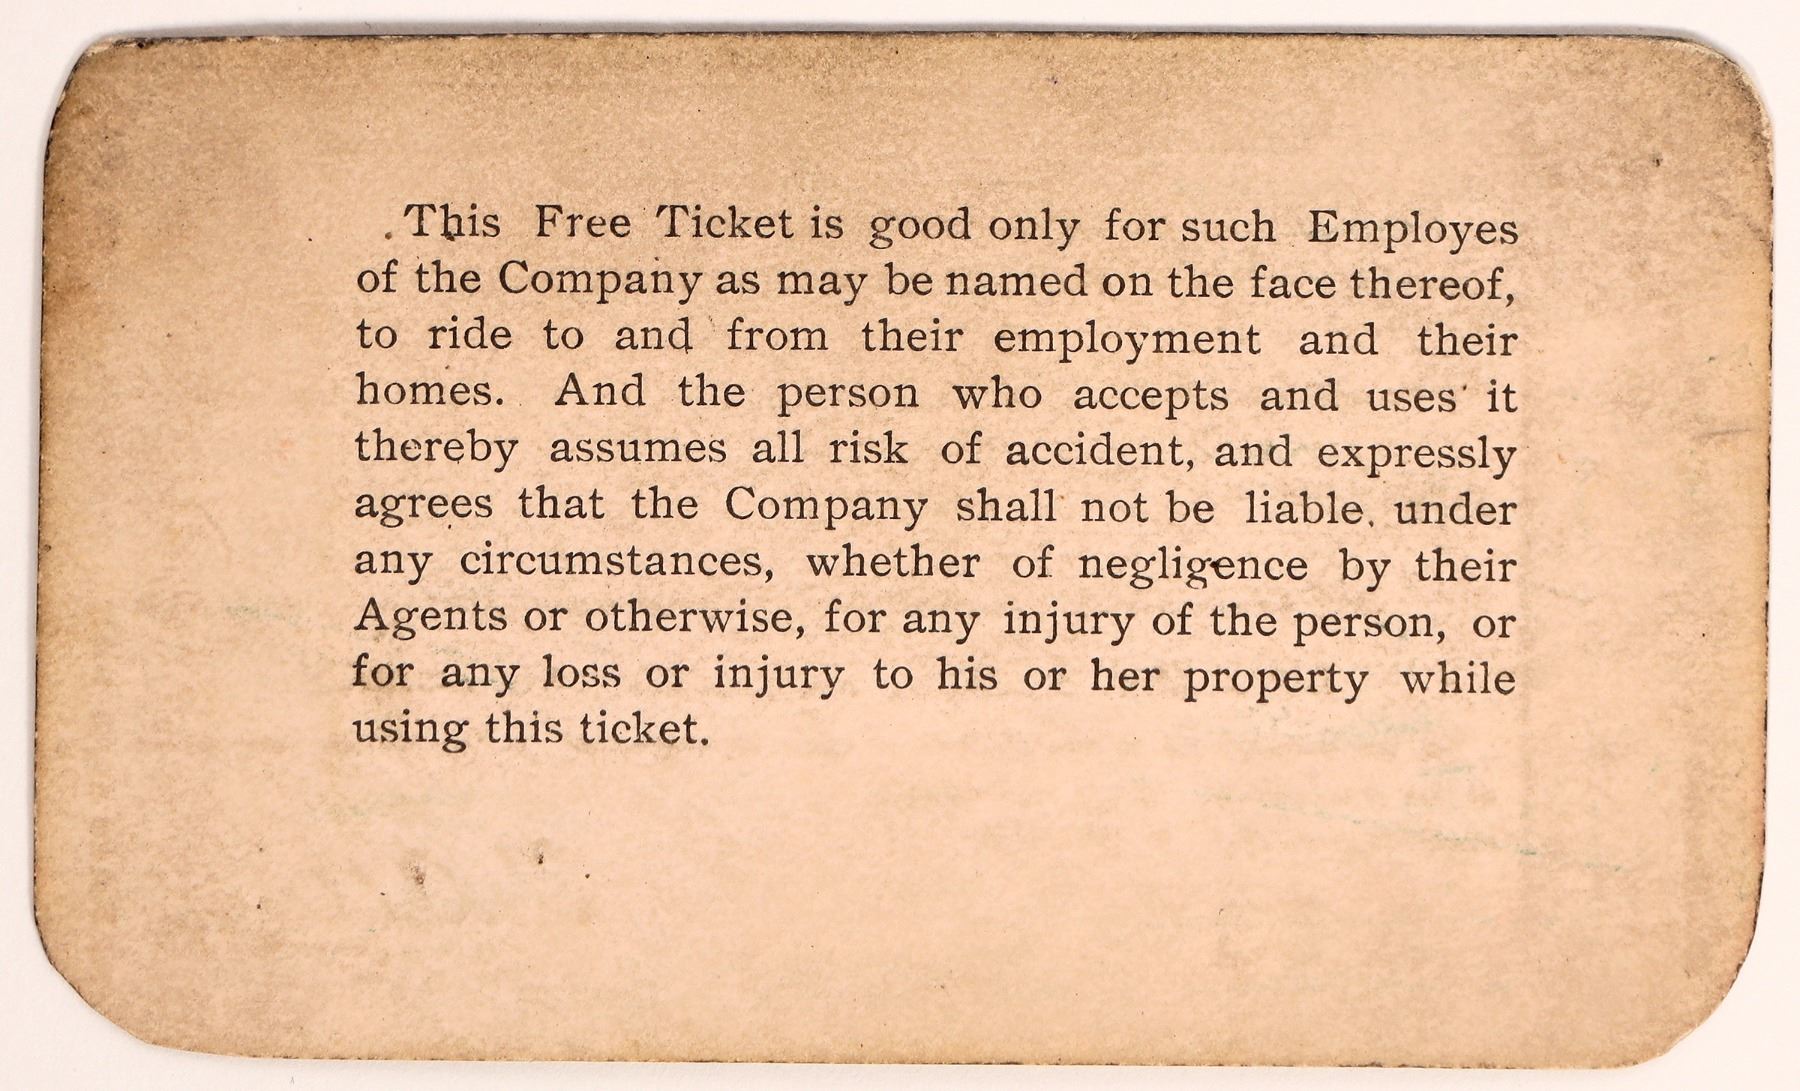 This Free Ticket is good only for such Employes
of the Company as may be named on the face thereof,
to ride to and from their employment and their
homes. And the person who accepts and uses it
thereby assumes all risk of accident, and expressly
agrees that the Company shall not be liable, under
any circumstances, whether of negligence by their
Agents or otherwise, for any injury of the person, or
for any loss or injury to his or her property while
using this ticket.